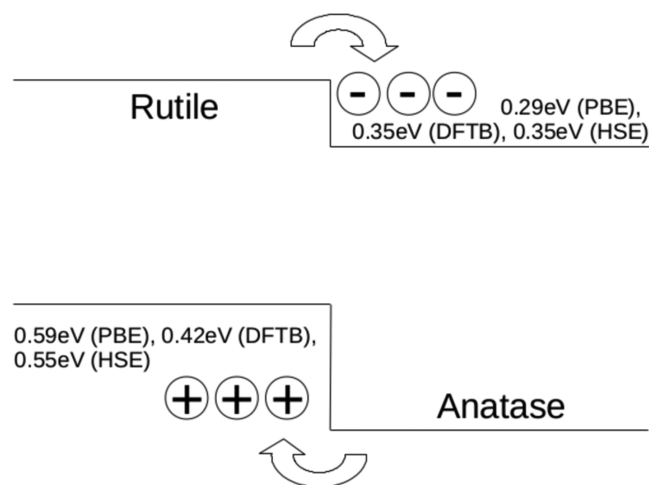 Rutile
- - -
0.29eV (PBE),
0.35eV (DFTB), 0.35eV (HSE)
0.59eV (PBE), 0.42eV (DFTB),
0.55eV (HSE)
+ + +
Anatase